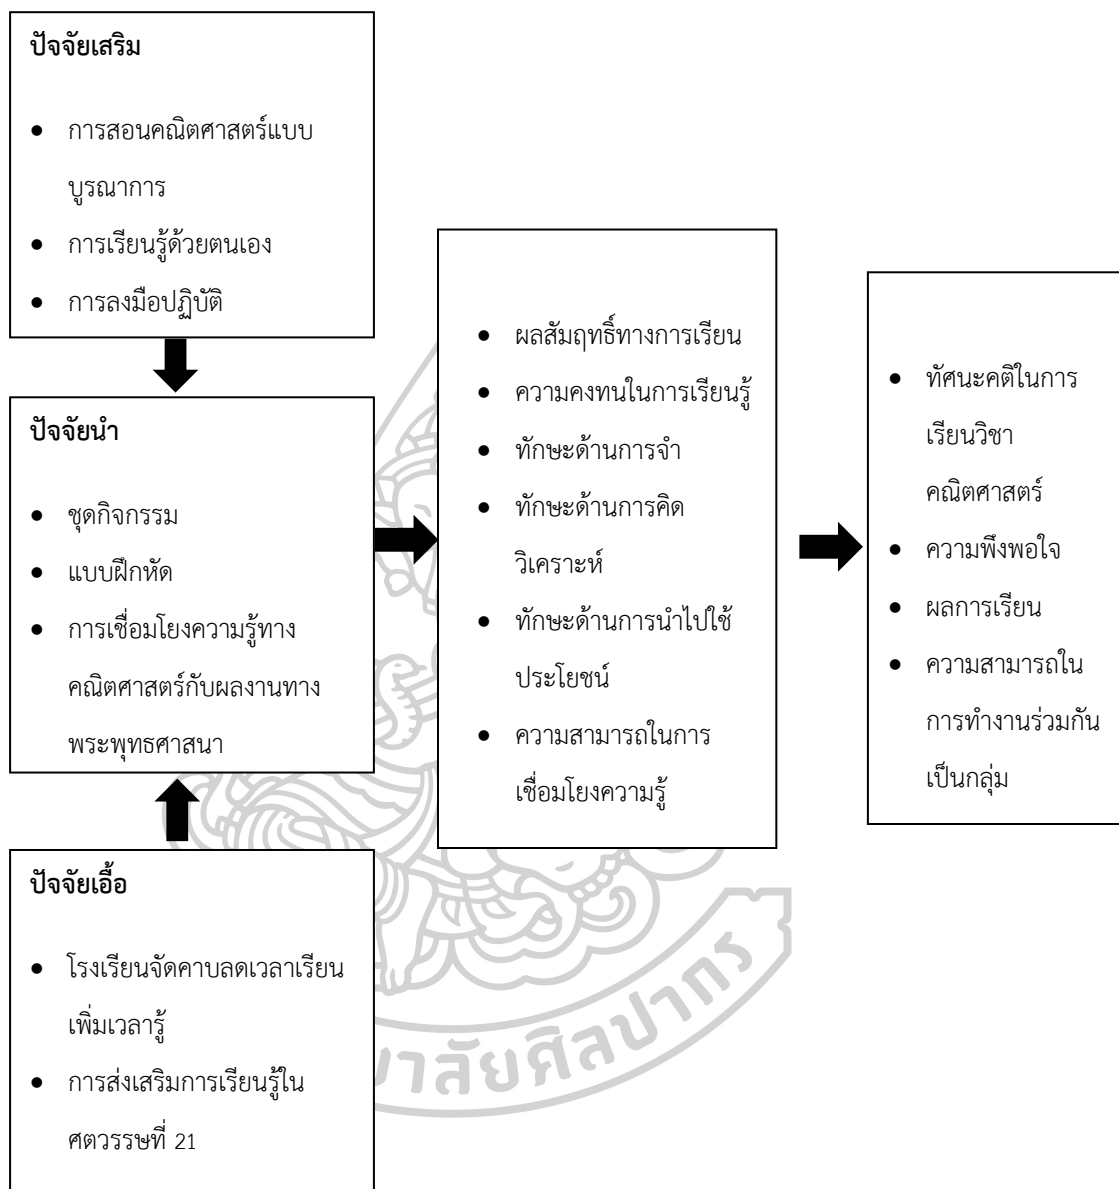 ปัจจัยเสริม
• การสอนคณิตศาสตร์แบบ
บูรณาการ
• การเรียนรู้ด้วยตนเอง
• การลงมือปฏิบัติ
ปัจจัยนำ
• ชุดกิจกรรม
• แบบฝึกหัด
• การเชื่อมโยงความรู้ทาง
คณิตศาสตร์กับผลงานทาง
พระพุทธศาสนา
ปัจจัยเอื้อ
• โรงเรียนจัดคาบลดเวลาเรียน
เพิ่มเวลารู้
• การส่งเสริมการเรียนรู้ใน
ศตวรรษที่ 21
• ผลสัมฤทธิ์ทางการเรียน
• ความคงทนในการเรียนรู้
• ทักษะด้านการจำ
• ทักษะด้านการคิด
วิเคราะห์
• ทักษะด้านการนำไปใช้
ประโยชน์
• ความสามารถในการ
เชื่อมโยงความรู้
• ทัศนะคติในการ
เรียนวิชา
คณิตศาสตร์
• ความพึงพอใจ
• ผลการเรียน
• ความสามารถใน
การทำงานร่วมกัน
เป็นกลุ่ม
ยาลัยศิลปากร